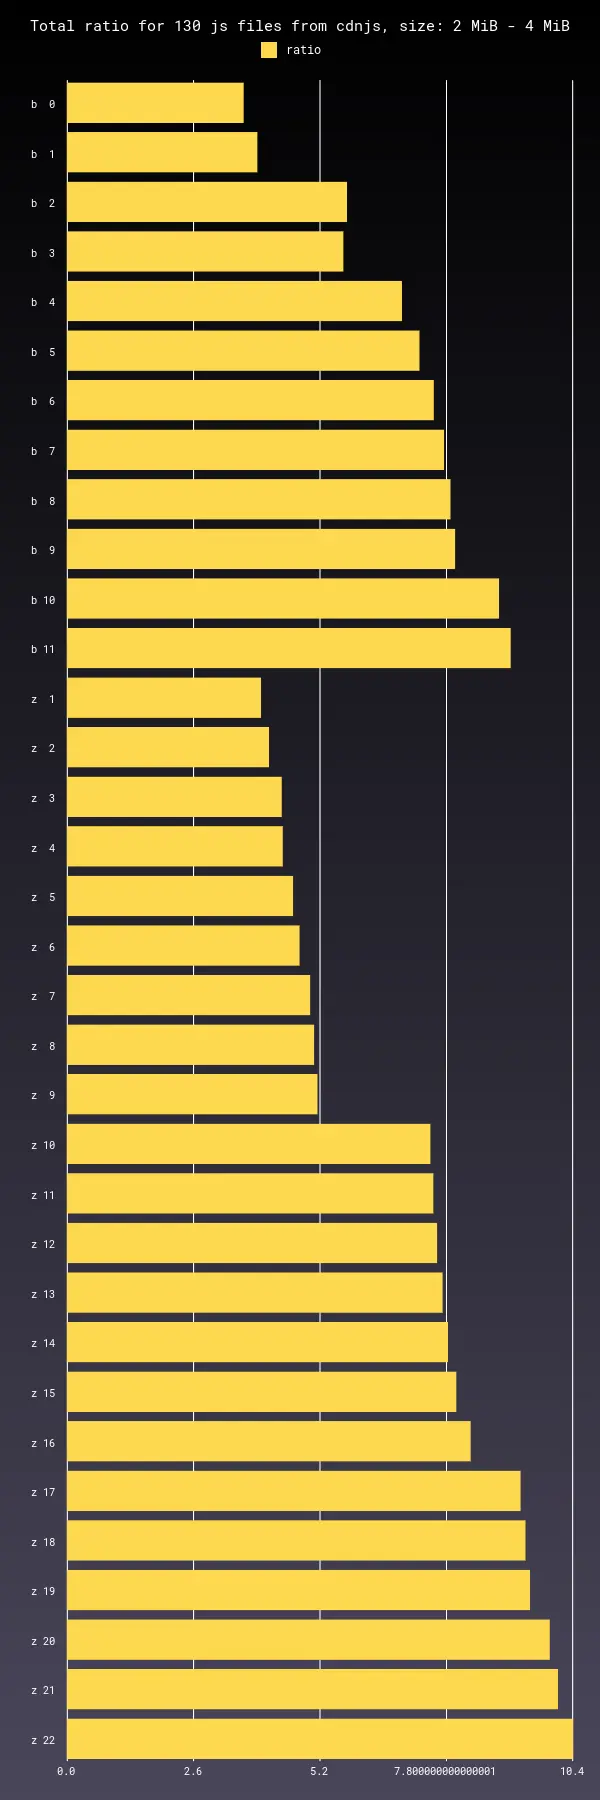 Total ratio for 130 js files from cdnjs, size: 2 MiB - 4 MiB
ratio
b 0
b 1
b 2
b 3
b 4
b 5
b 6
b 7
b 8
b 9
b 10
b 11
z 1
z 2
z 3
z 4
z 5
z 6
z 7
z 8
z 9
z 10
z 11
z 12
z 13
z 14
z 15
z 16
z 17
z 18
z 19
z 20
z 21
z 22
0.0 2.6 5.2 7.800000000000001 10.4